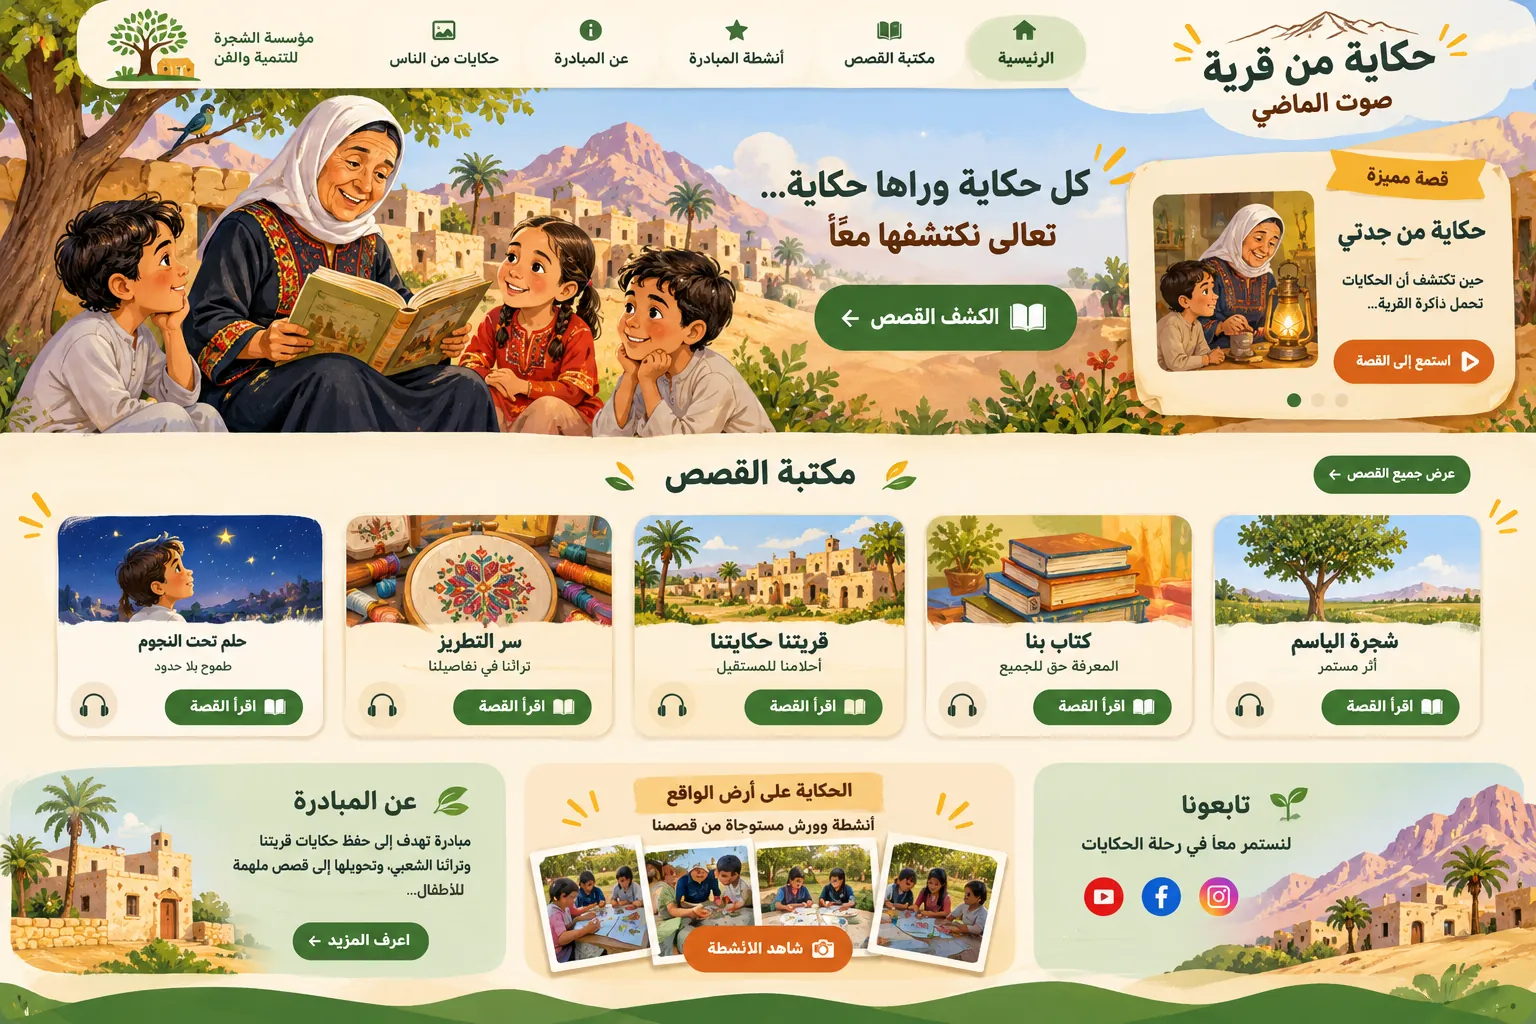 حكاية من قرية
صوت الماضي
الرئيسية
مكتبة القصص
أنشطة المبادرة
عن المبادرة
حكايات من الناس
مؤسسة الشجرة
للتنمية والفن
كل حكاية وراها حكاية...
تعالى نكتشفها معًأ
الكشف القصص ←
قصة مميزة
حكاية من جدتي
حين تكتشف أن الحكايات
تحمل ذاكرة القرية...
استمع إلى القصة
مكتبة القصص
عرض جميع القصص ←
شجرة الياسم
أثر مستمر
اقرأ القصة
كتاب بنا
المعرفة حق للجميع
اقرأ القصة
قريتنا حكايتنا
أحلامنا للمستقبل
اقرأ القصة
سر التطريز
تراثنا في نغاصيلنا
اقرأ القصة
حلم تحت النجوم
طموح بلا حدود
اقرأ القصة
تابعونا
لنستمر معاً في رحلة الحكايات
الحكاية على أرض الواقع
أنشطة وورش مستوجاة من قصصنا
شاهد الائشطة
عن المبادرة
مبادرة تهدف إلى حفظ حكايات قريتنا
وتراثنا الشعبي، وتحويلها إلى قصص ملهمة
للأطفال...
اعرف المزيد ←